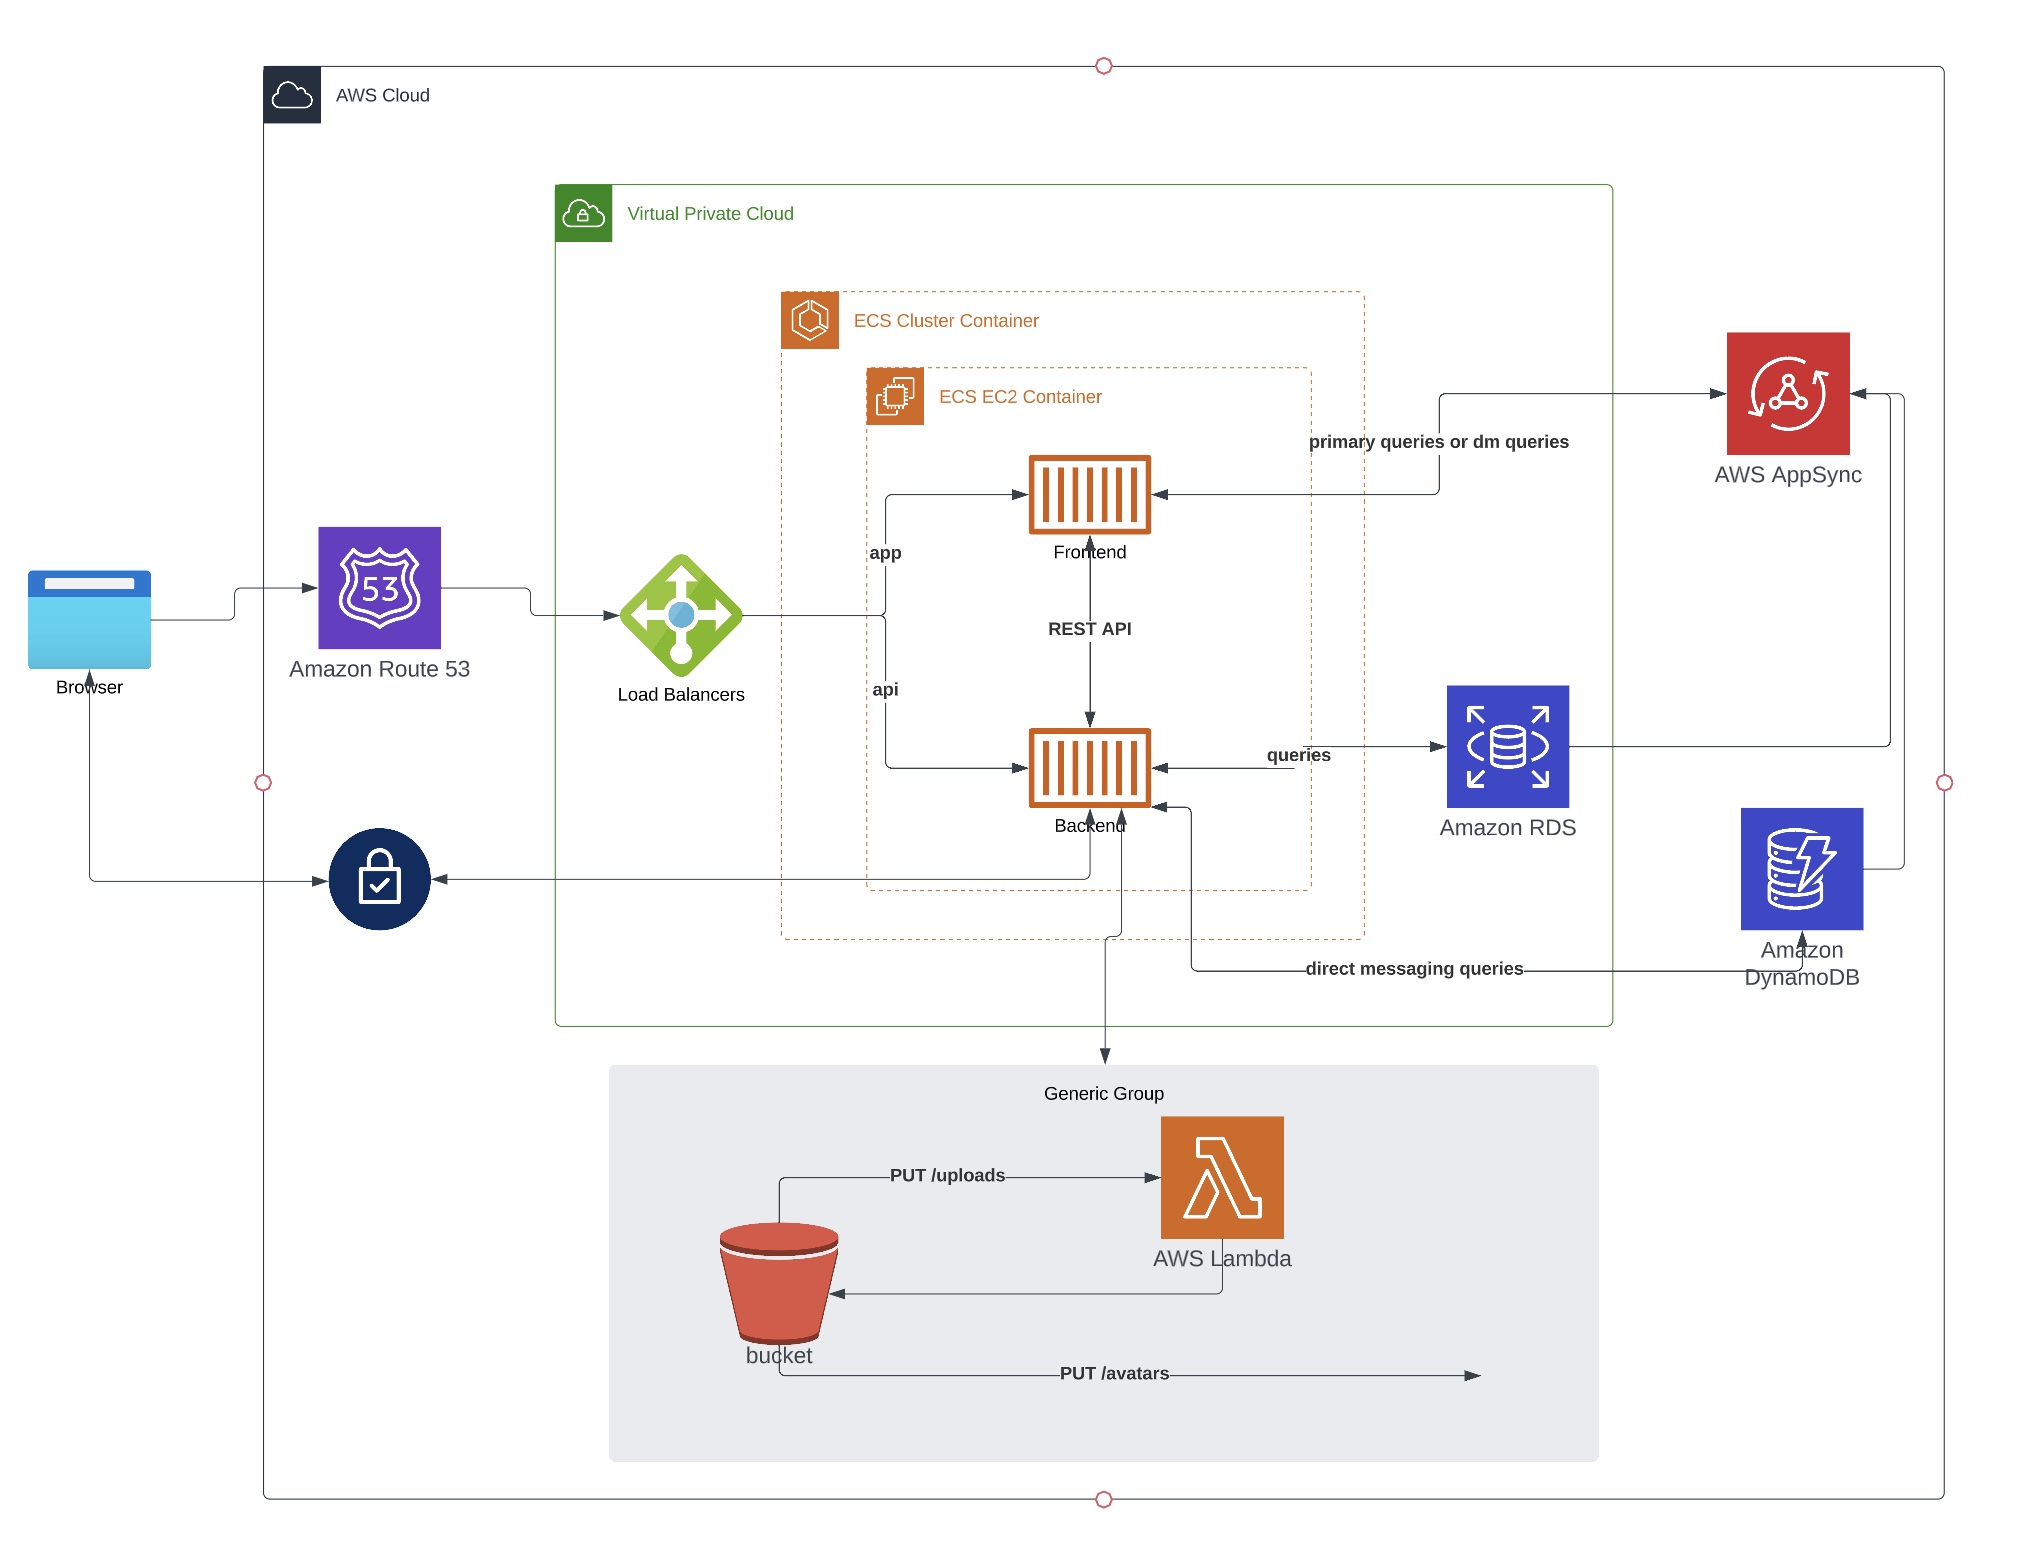 AWS Cloud
Virtual Private Cloud
ECS Cluster Container
ECS EC2 Container
primary queries or dm queries
AWS AppSync
53
Amazon Route 53
Browser
Load Balancers
app
api
Frontend
REST API
Backend
queries
Amazon RDS
direct messaging queries
Amazon
DynamoDB
Generic Group
PUT /uploads
AWS Lambda
bucket
PUT /avatars